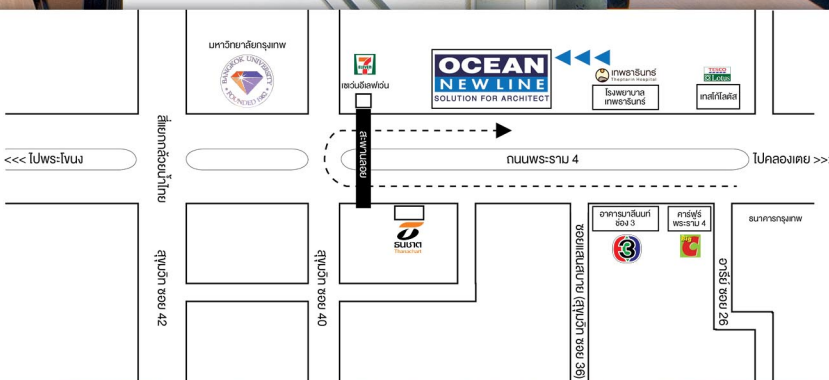 มหาวิทยาลัยกรุงเทพ
BANGKOK UNIVERSITY
FOUNDED 1962
7 ELEVEN
เซเว่นอีเลฟเว่น
OCEAN
NEWLINE
SOLUTION FOR ARCHITECT
เทพธารินทร์
Theptarin Hospital
โรงพยาบาล
เทพธารินทร์
TESCO
Lotus
เทสโก้โลตัส
สี่แยกกล้วยน้ำไทย
สะพานลอย
<<< ไปพระโขนง
ถนนพระราม 4
ไปคลองเตย >>>
ธนชาต
Thanachart
อาคารมาลีนนท์
ช่อง 3
3
คาร์ฟูร์
พระราม 4
Big C
ธนาคารกรุงเทพ
สุขุมวิท ซอย 42
สุขุมวิท ซอย 40
ซอยแสนสบาย (สุขุมวิท ซอย 36)
อารีย์ ซอย 26